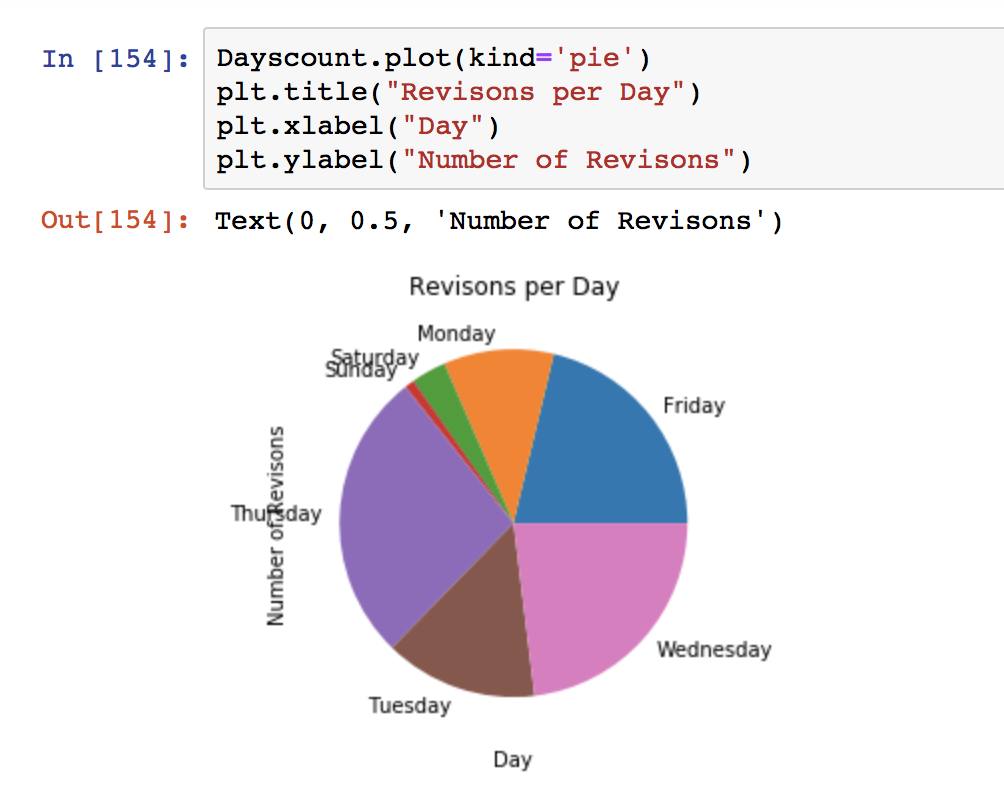 In [154]: Dayscount.plot(kind='pie')
plt.title("Revisons per Day")
plt.xlabel("Day")
plt.ylabel("Number of Revisons")
Out[154]: Text(0, 0.5, 'Number of Revisons')
Revisons per Day
Monday
Saturday
Sunday
Friday
Number of Revisons
Thursday
Wednesday
Tuesday
Day